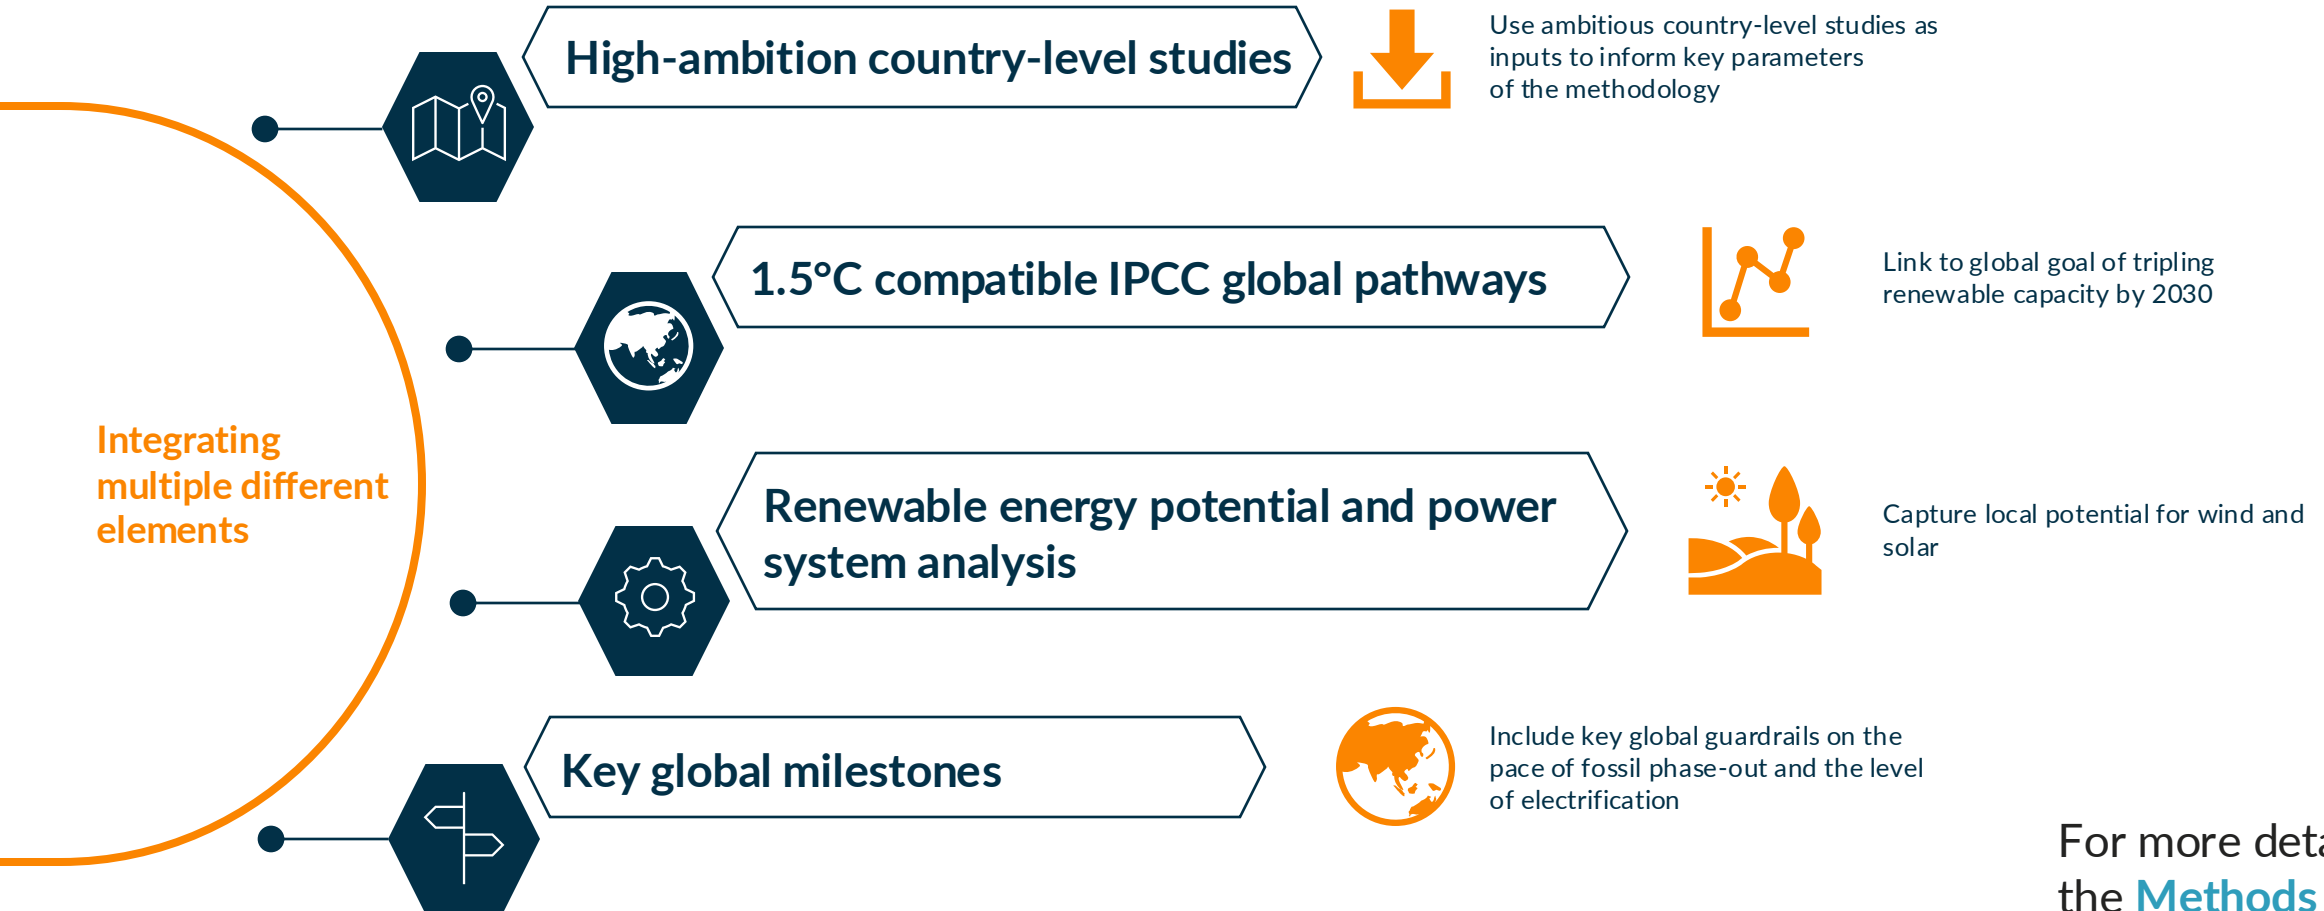 High-ambition country-level studies
Use ambitious country-level studies as
inputs to inform key parameters
of the methodology
1.5°C compatible IPCC global pathways
Link to global goal of tripling
renewable capacity by 2030
Integrating
multiple different
elements
Renewable energy potential and power
system analysis
Capture local potential for wind and
solar
Key global milestones
Include key global guardrails on the
pace of fossil phase-out and the level
of electrification
For more
the Methods